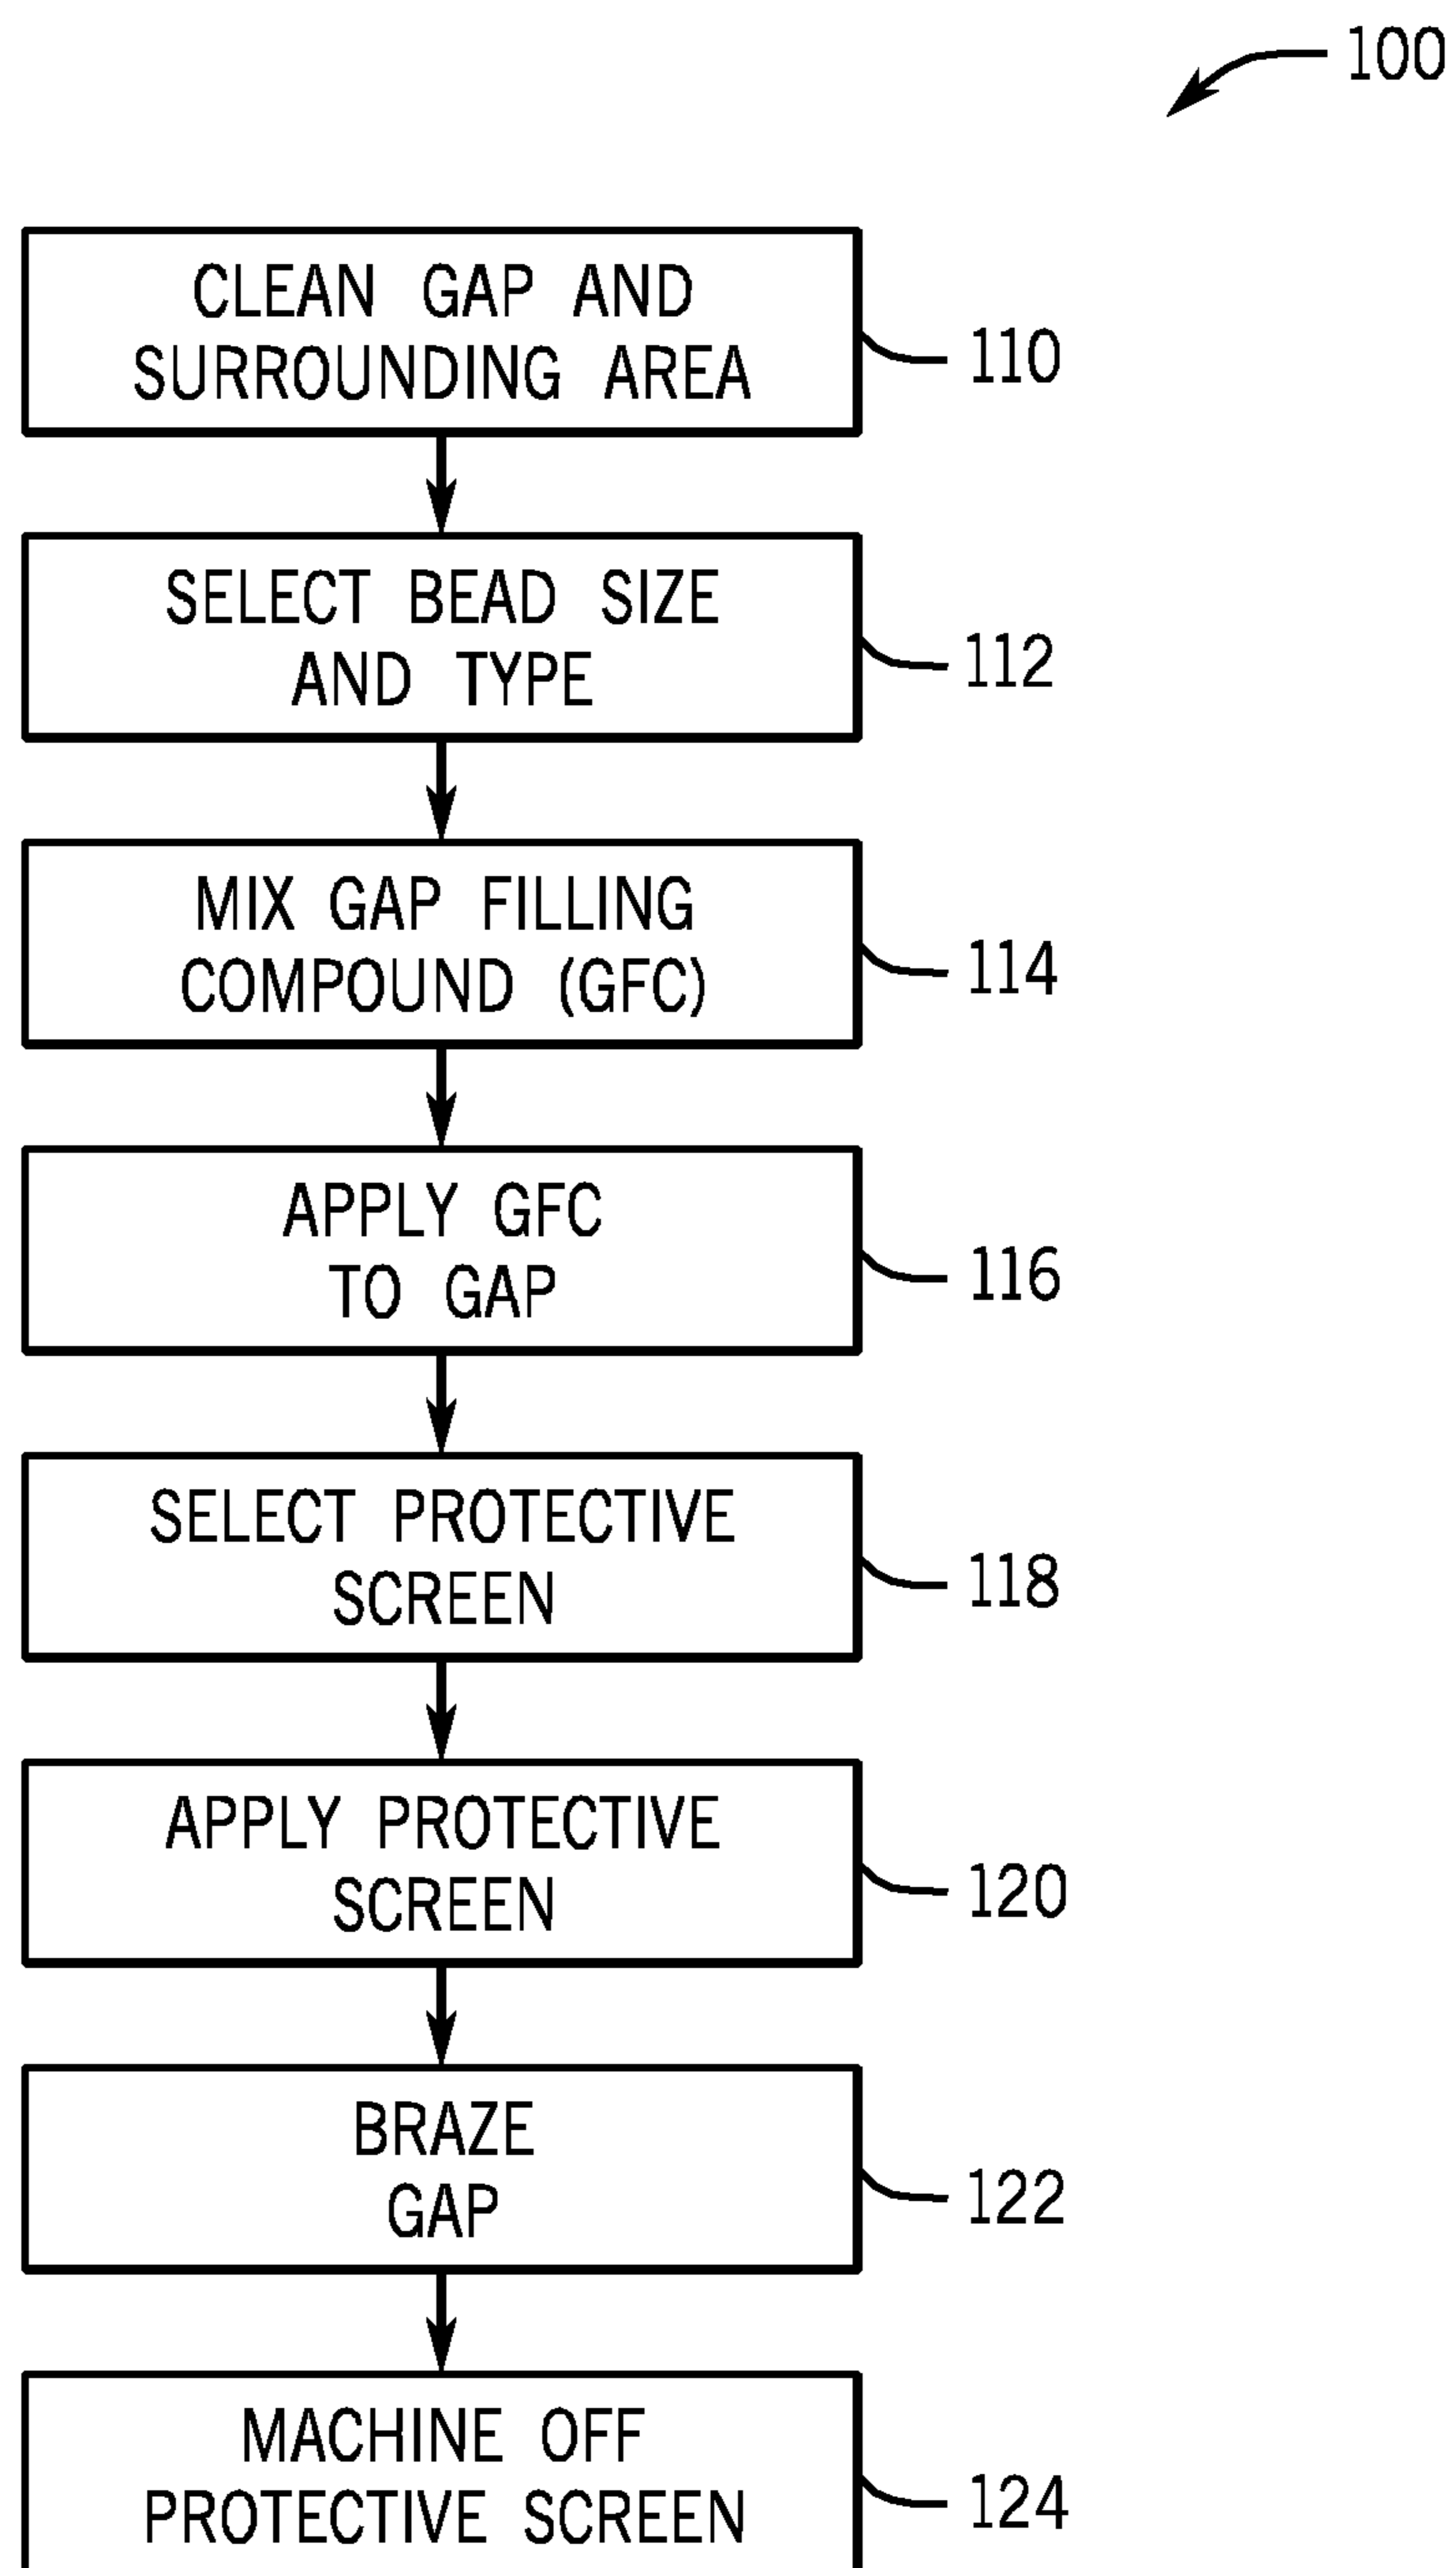 100
CLEAN GAP AND
SURROUNDING AREA
110
SELECT BEAD SIZE
AND TYPE
112
MIX GAP FILLING
COMPOUND (GFC)
114
APPLY GFC
TO GAP
116
SELECT PROTECTIVE
SCREEN
118
APPLY PROTECTIVE
SCREEN
120
BRAZE
GAP
122
MACHINE OFF
PROTECTIVE SCREEN
124